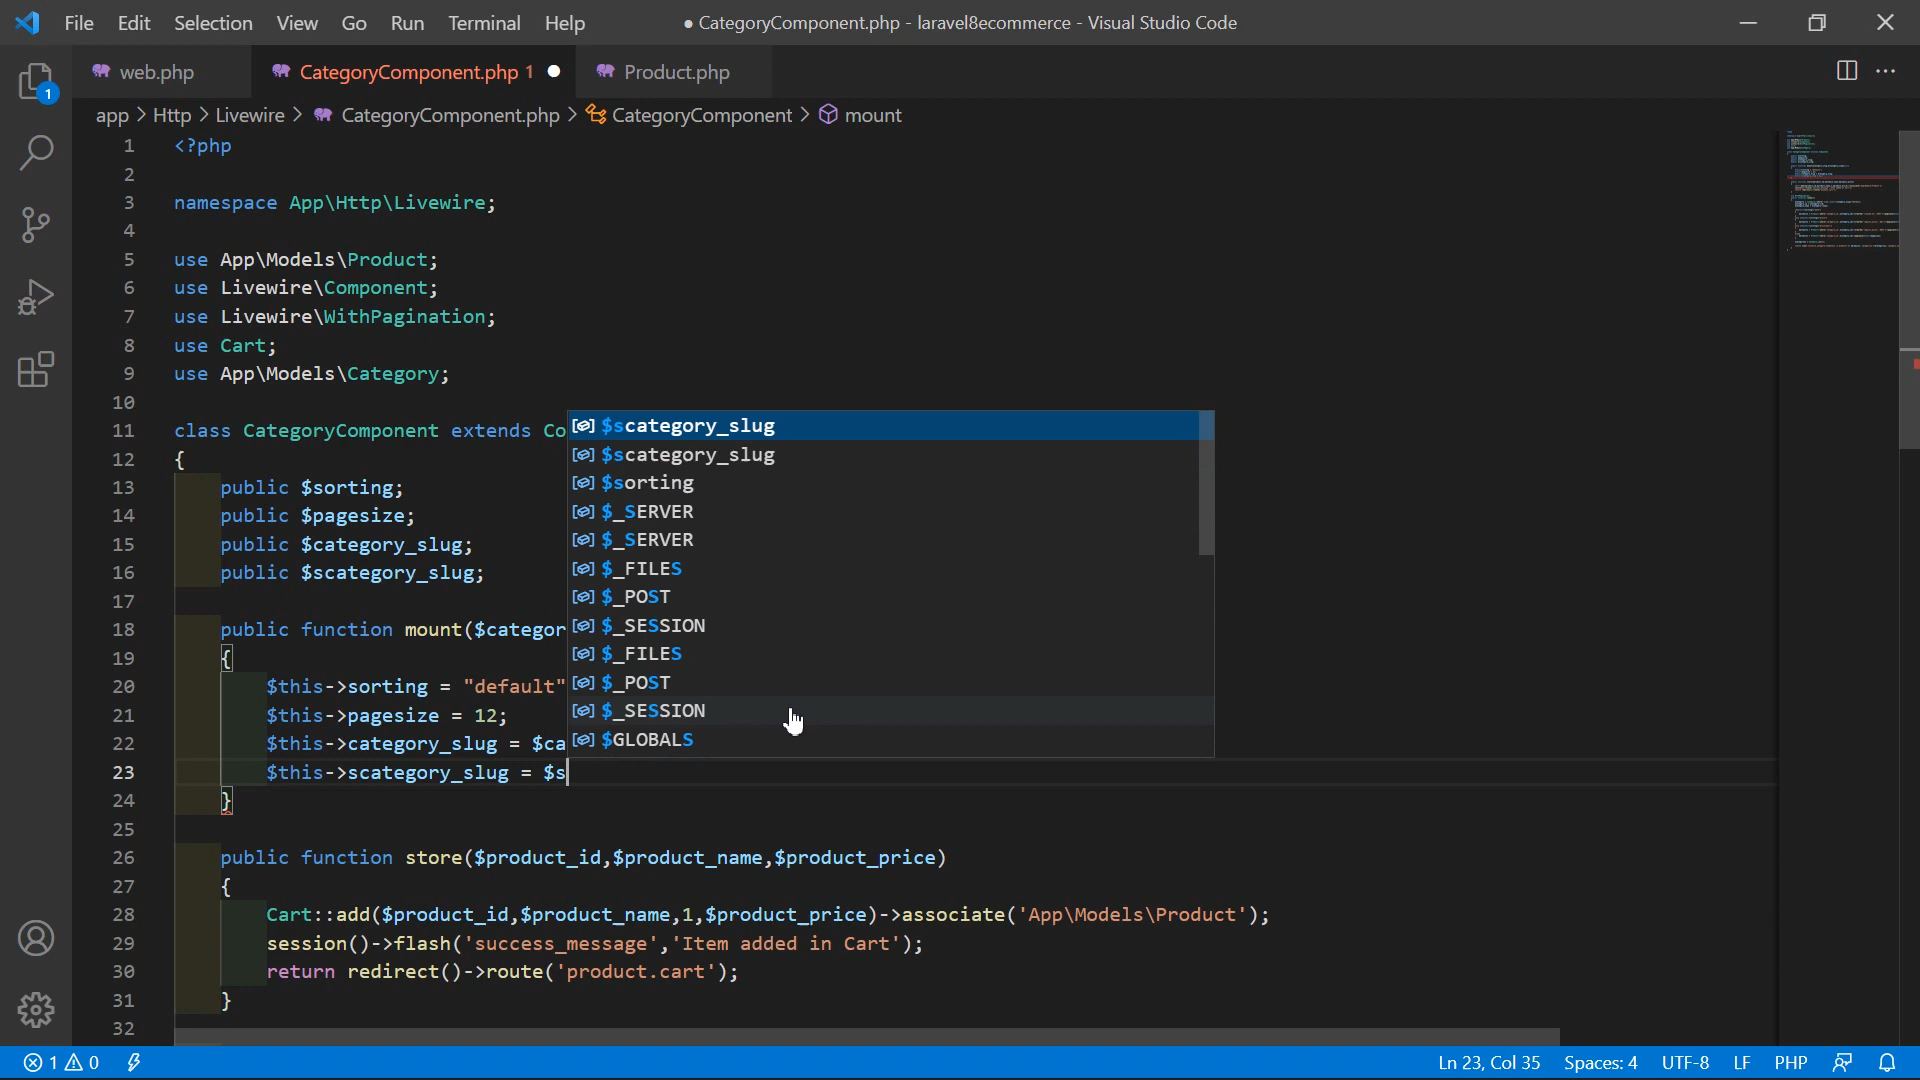 File Edit Selection View Go Run Terminal Help ● CategoryComponent.php - laravel8ecommerce - Visual Studio Code
web.php CategoryComponent.php 1 ● Product.php
app > Http > Livewire > CategoryComponent.php > CategoryComponent > mount
1
1 <?php
2
3 namespace App\Http\Livewire;
4
5 use App\Models\Product;
6 use Livewire\Component;
7 use Livewire\WithPagination;
8 use Cart;
9 use App\Models\Category;
10
11 class CategoryComponent extends Co
12 {
13 public $sorting;
14 public $pagesize;
15 public $category_slug;
16 public $scategory_slug;
17
18 public function mount($categor
19 {
20 $this->sorting = "default"
21 $this->pagesize = 12;
22 $this->category_slug = $ca
23 $this->scategory_slug = $s
24 }
25
26 public function store($product_id,$product_name,$product_price)
27 {
28 Cart::add($product_id,$product_name,1,$product_price)->associate('App\Models\Product');
29 session()->flash('success_message','Item added in Cart');
30 return redirect()->route('product.cart');
31 }
32
$scategory_slug
$scategory_slug
$sorting
$_SERVER
$_SERVER
$_FILES
$_POST
$_SESSION
$_FILES
$_POST
$_SESSION
$GLOBALS
1 0 Ln 23, Col 35 Spaces: 4 UTF-8 LF PHP